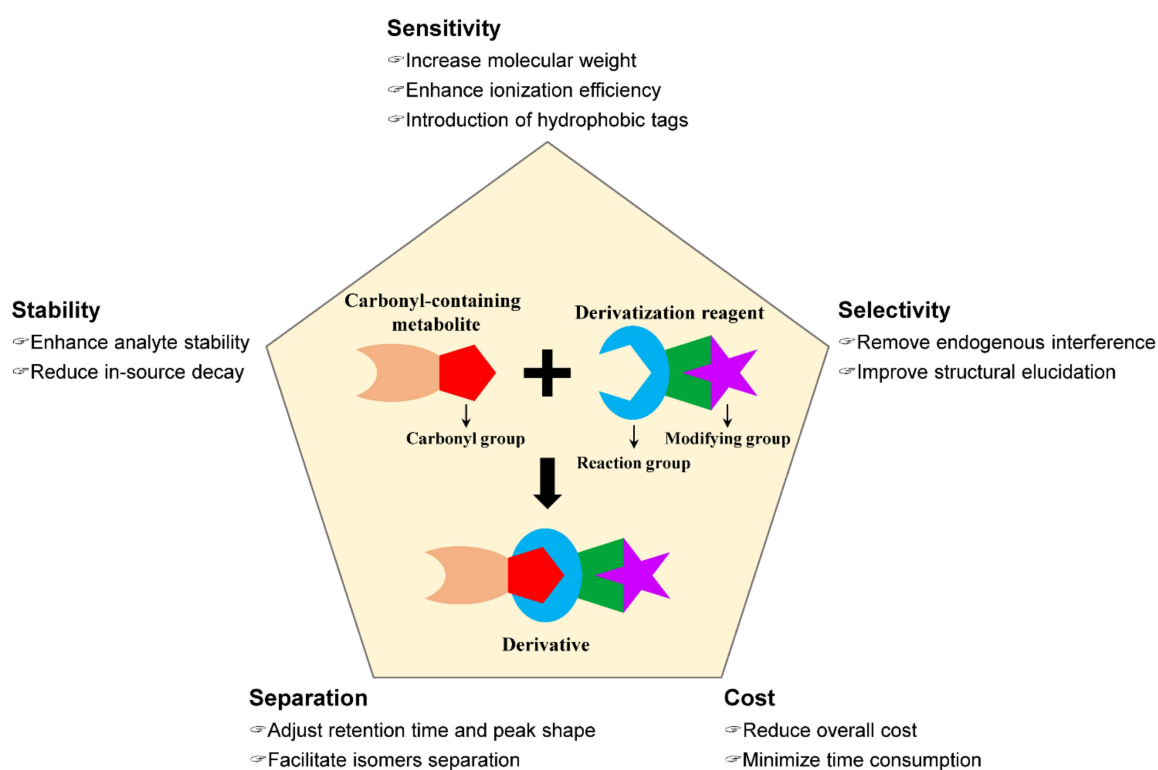 Sensitivity
☞Increase molecular weight
☞Enhance ionization efficiency
☞Introduction of hydrophobic tags
Stability
☞Enhance analyte stability
☞Reduce in-source decay
Carbonyl-containing
metabolite
Derivatization reagent
Selectivity
☞Remove endogenous interference
☞Improve structural elucidation
Carbonyl group
Modifying group
Reaction group
Derivative
Separation
☞Adjust retention time and peak shape
☞Facilitate isomers separation
Cost
☞Reduce overall cost
☞Minimize time consumption